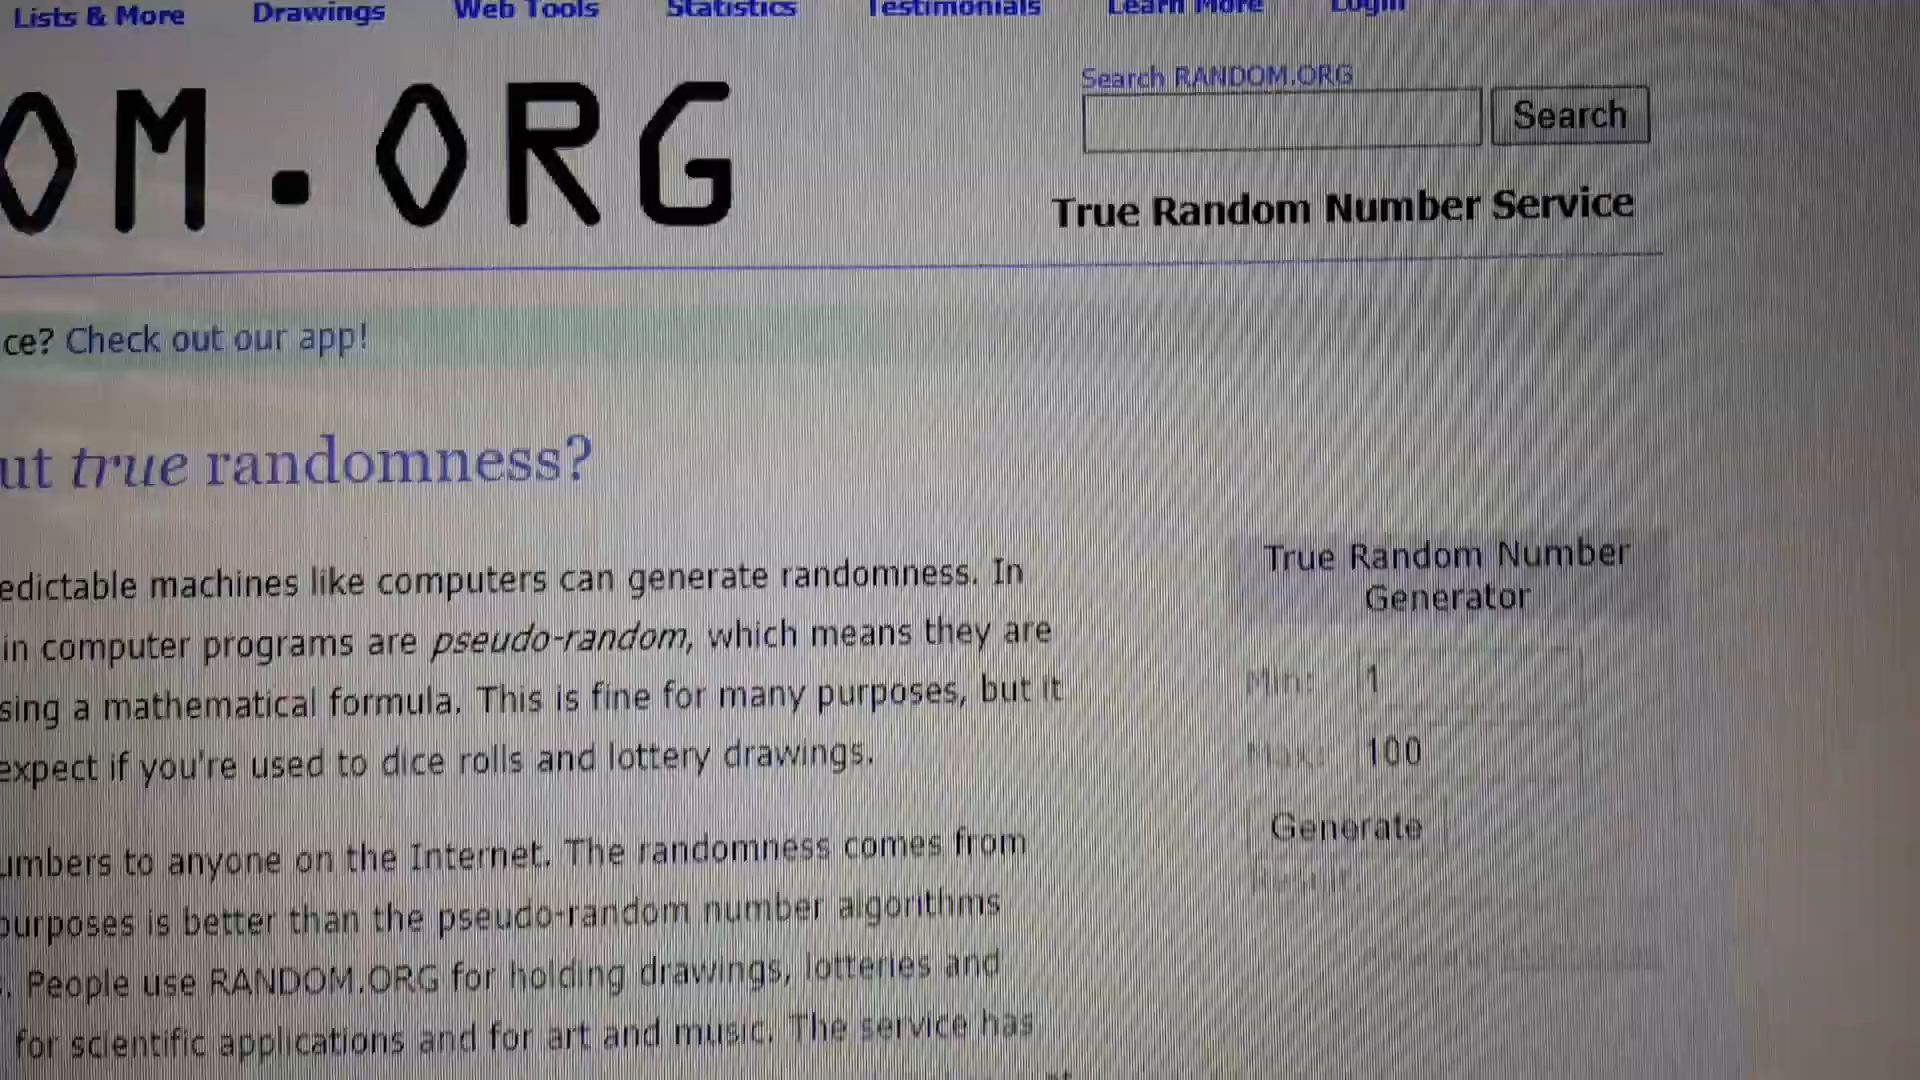 Lists & More Drawings Web Tools Statistics Testimonials Learn More Login
Search RANDOM.ORG
OM.ORG
Search
True Random Number Service
ce? Check out our app!
ut true randomness?
edictable machines like computers can generate randomness. In
in computer programs are pseudo-random, which means they are
sing a mathematical formula. This is fine for many purposes, but it
expect if you're used to dice rolls and lottery drawings.
umbers to anyone on the Internet. The randomness comes from
purposes is better than the pseudo-random number algorithms
. People use RANDOM.ORG for holding drawings, lotteries and
for scientific applications and for art and music. The service has
True Random Number
Generator
Min: 1
Max: 100
Generate
Result: